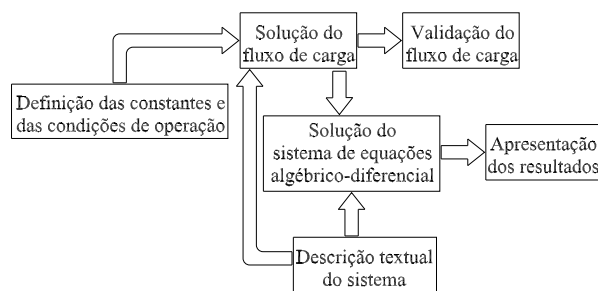 Solução do
fluxo de carga
Validação do
fluxo de carga
Definição das constantes e
das condições de operação
Solução do
sistema de equações
algébrico-diferencial
Apresentação
dos resultados
Descrição textual
do sistema